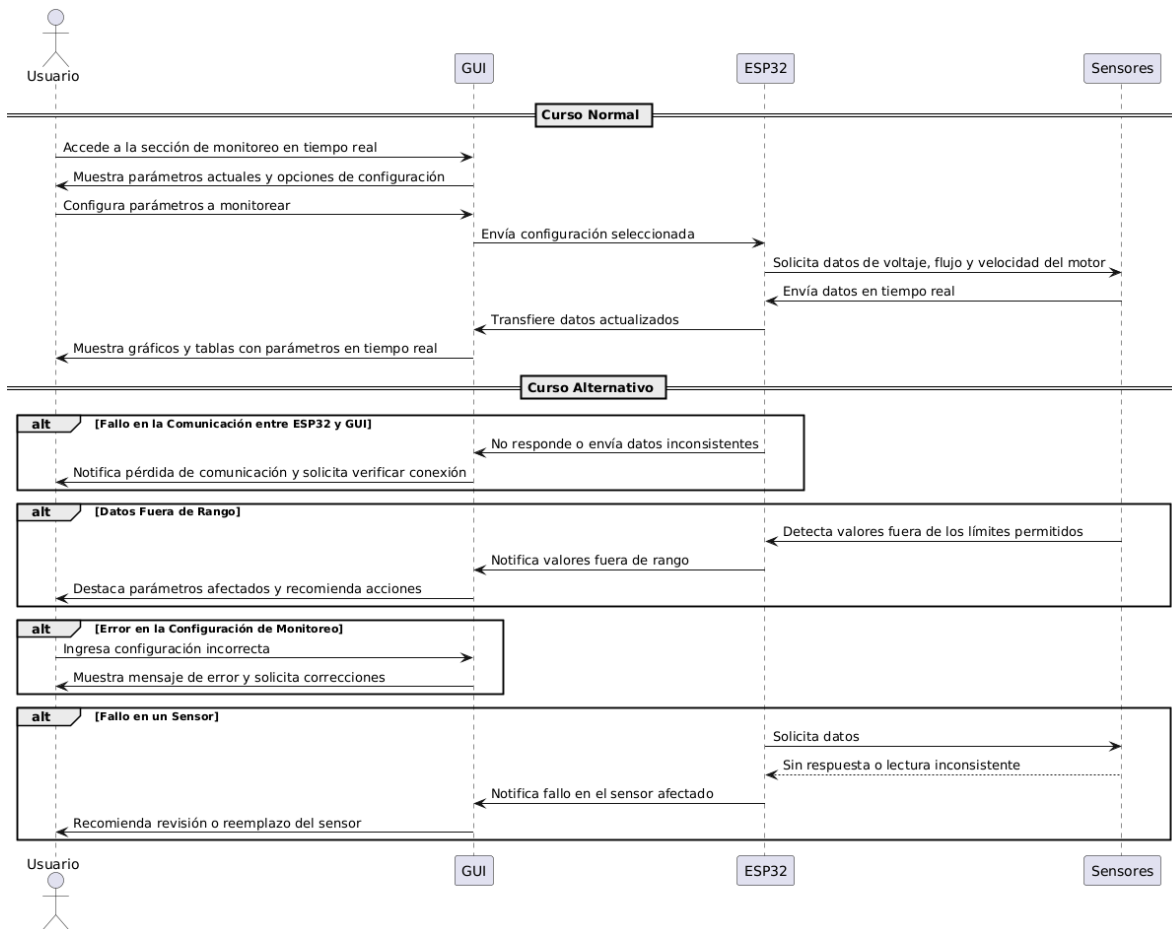 Usuario
GUI
ESP32
Sensores
Curso Normal
Accede a la sección de monitoreo en tiempo real
Muestra parámetros actuales y opciones de configuración
Configura parámetros a monitorear
Envía configuración seleccionada
Solicita datos de voltaje, flujo y velocidad del motor
Envía datos en tiempo real
Transfiere datos actualizados
Muestra gráficos y tablas con parámetros en tiempo real
Curso Alternativo
alt [Fallo en la Comunicación entre ESP32 y GUI]
No responde o envía datos inconsistentes
Notifica pérdida de comunicación y solicita verificar conexión
alt [Datos Fuera de Rango]
Detecta valores fuera de los límites permitidos
Notifica valores fuera de rango
Destaca parámetros afectados y recomienda acciones
alt [Error en la Configuración de Monitoreo]
Ingresa configuración incorrecta
Muestra mensaje de error y solicita correcciones
alt [Fallo en un Sensor]
Solicita datos
Sin respuesta o lectura inconsistente
Notifica fallo en el sensor afectado
Recomienda revisión o reemplazo del sensor
Usuario
GUI
ESP32
Sensores